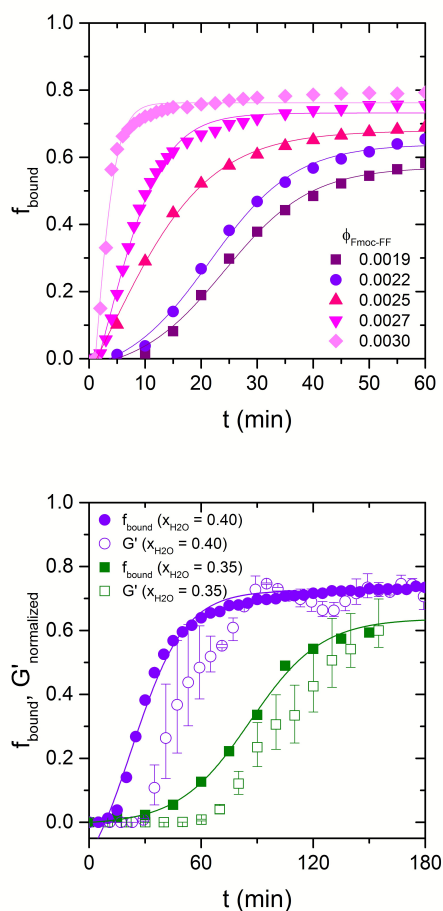 0.8
0.6
0.4
0.2
0.0
f_bound
0 10 20 30 40 50 60
t (min)
ϕ_Fmoc-FF
0.0019
0.0022
0.0025
0.0027
0.0030
1.0
0.8
0.6
0.4
0.2
0.0
f_bound, G'_normalized
f_bound (x_H2O = 0.40)
G' (x_H2O = 0.40)
f_bound (x_H2O = 0.35)
G' (x_H2O = 0.35)
0 60 120 180
t (min)